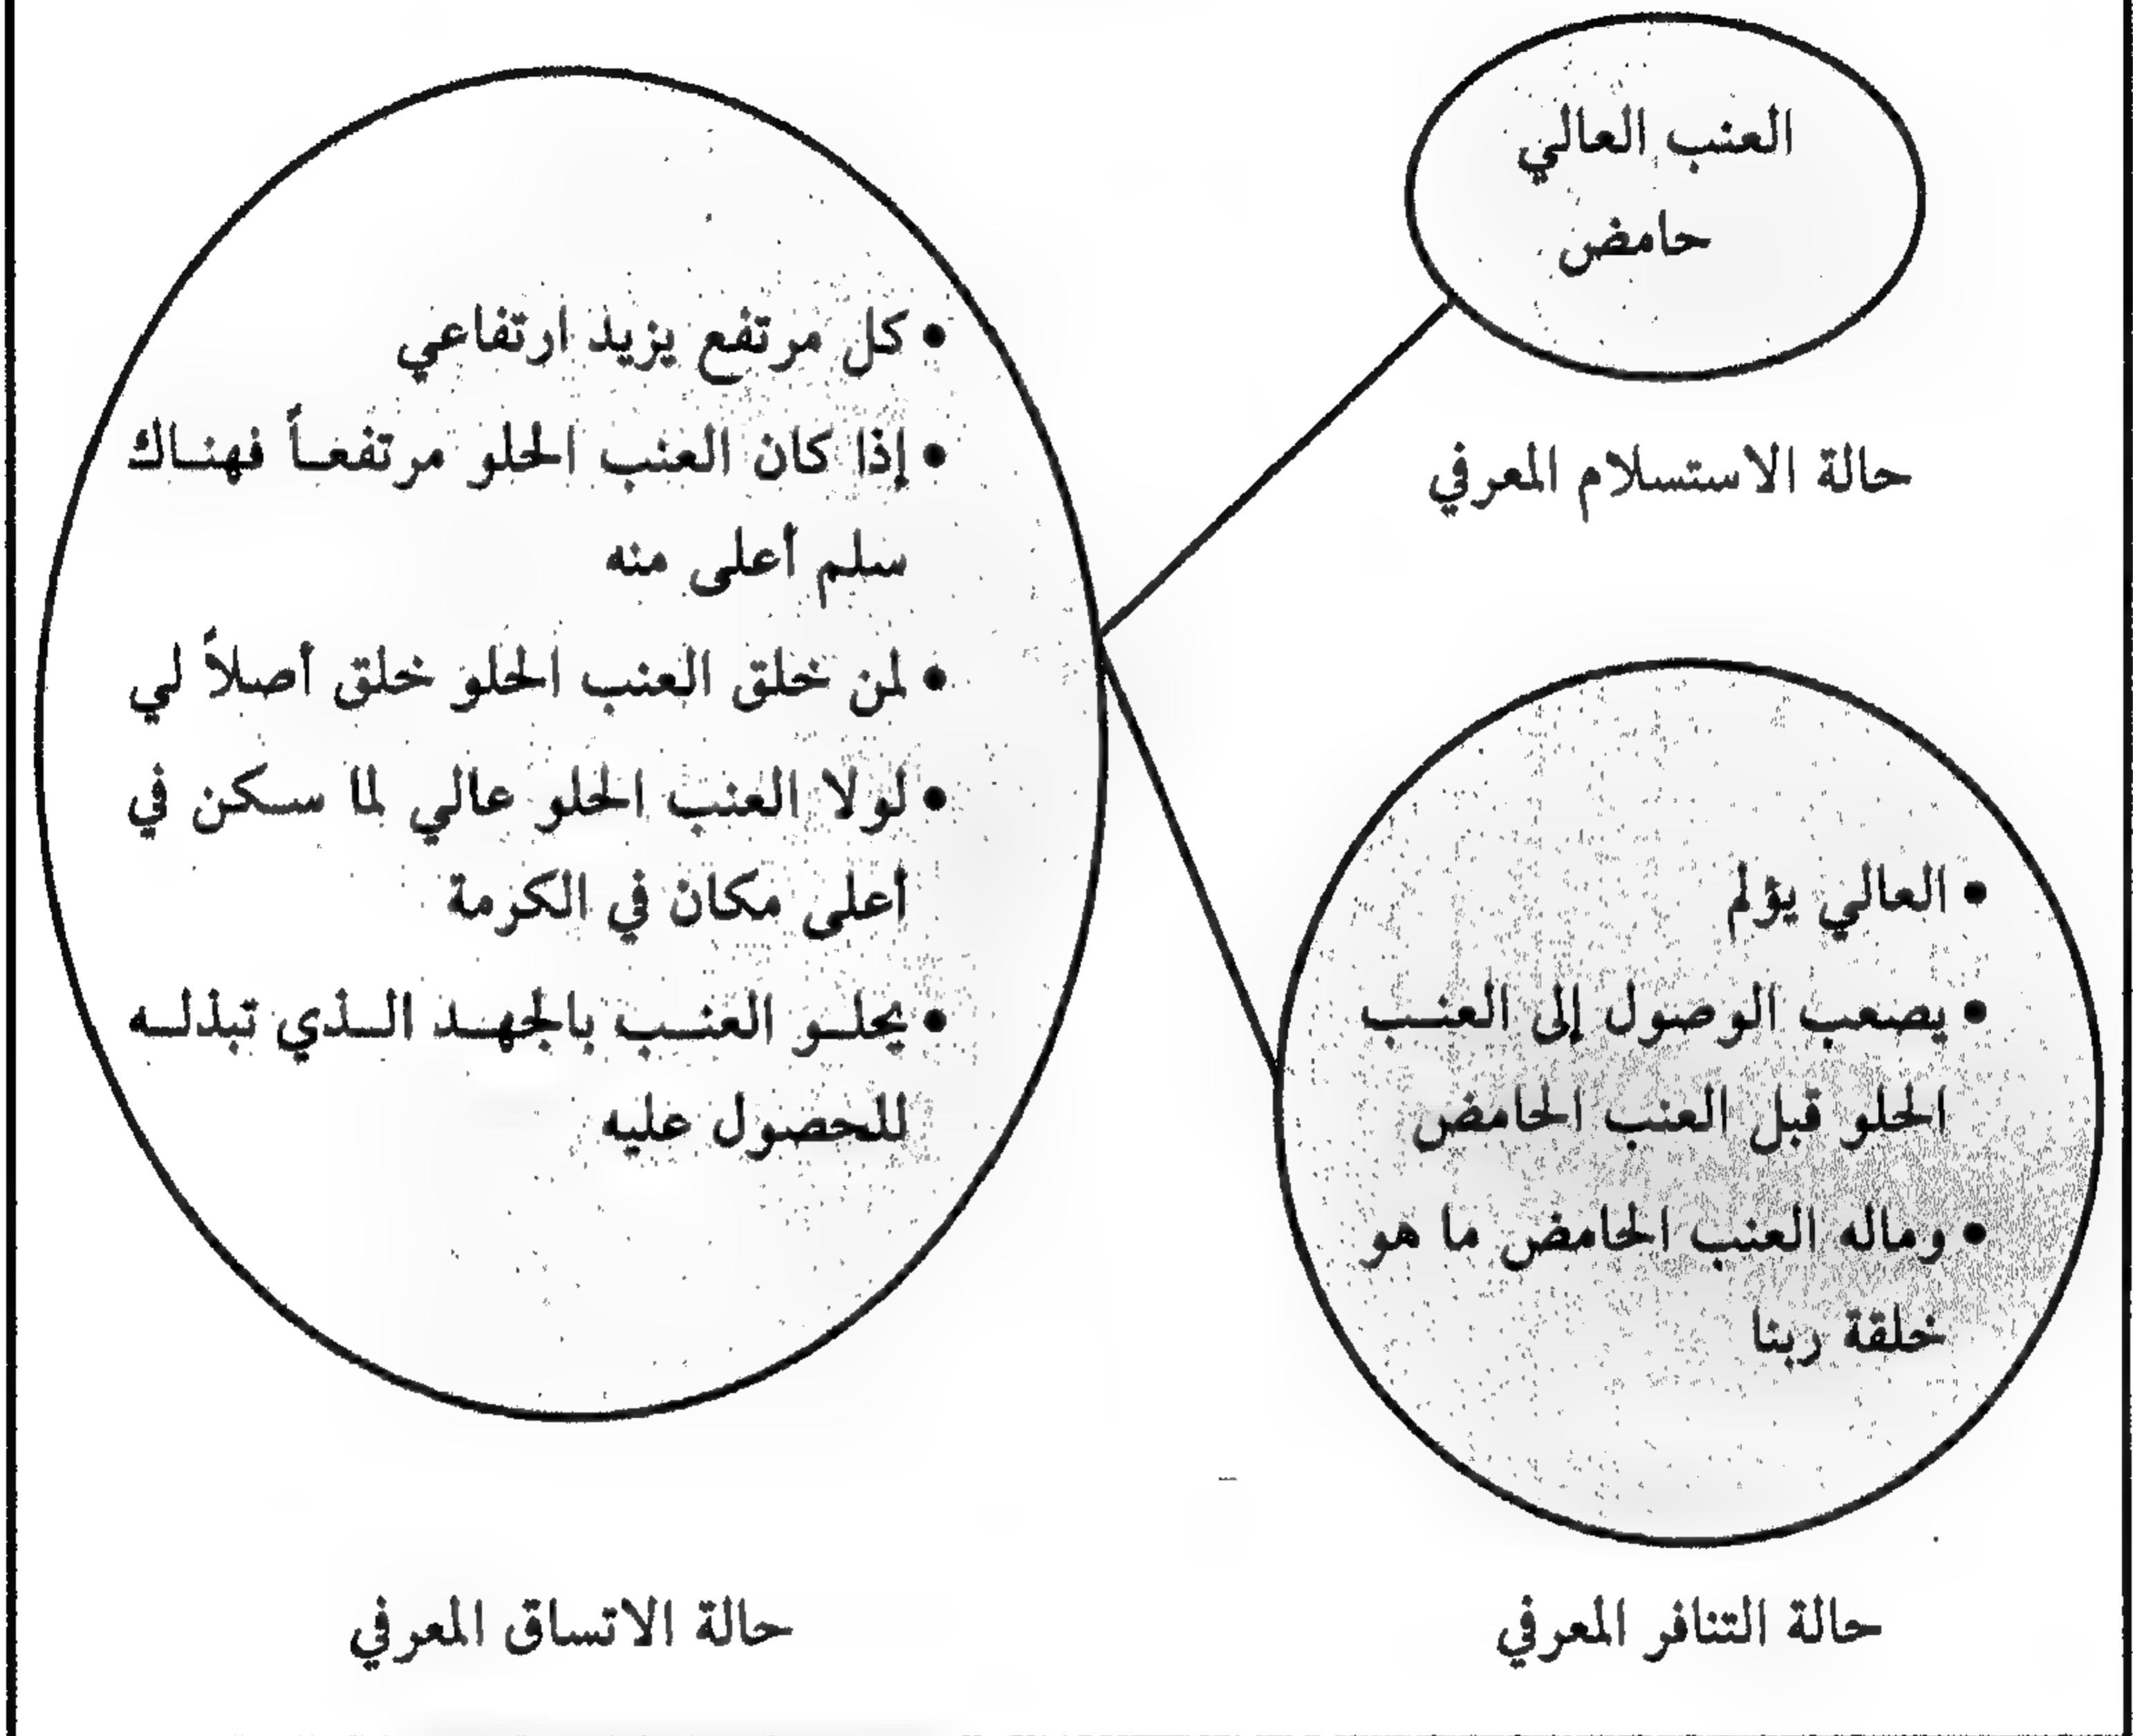 العنب العالي
حامض
حالة الاستسلام المعرفي
• العالي يؤلم
• يصعب الوصول إلى العنب
الحلو قبل العنب الحامض
• وماله العنب الحامض ما هو
خلقة ربنا
حالة التنافر المعرفي
• كل مرتفع يزيد ارتفاعي
• إذا كان العنب الحلو مرتفعاً فهناك
سلم أعلى منه
• لمن خلق العنب الحلو خلق أصلاً لي
• لولا العنب الحلو عالي لما سكن في
أعلى مكان في الكرمة
• يحلو العنب بالجهد الذي تبذله
للحصول عليه
حالة الاتساق المعرفي